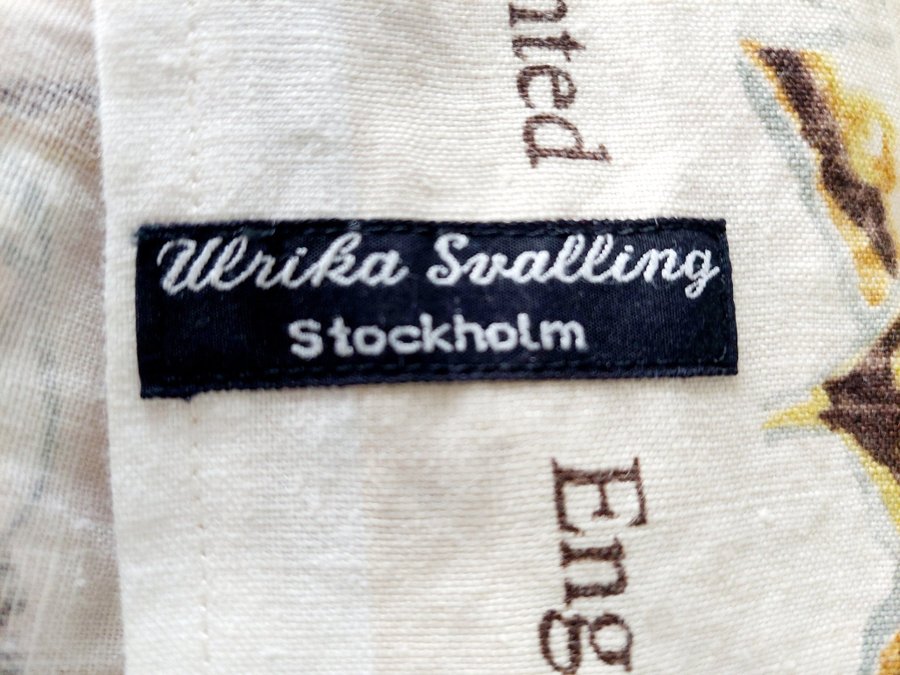 nted
Ulrika Svalling
Stockholm
Eng